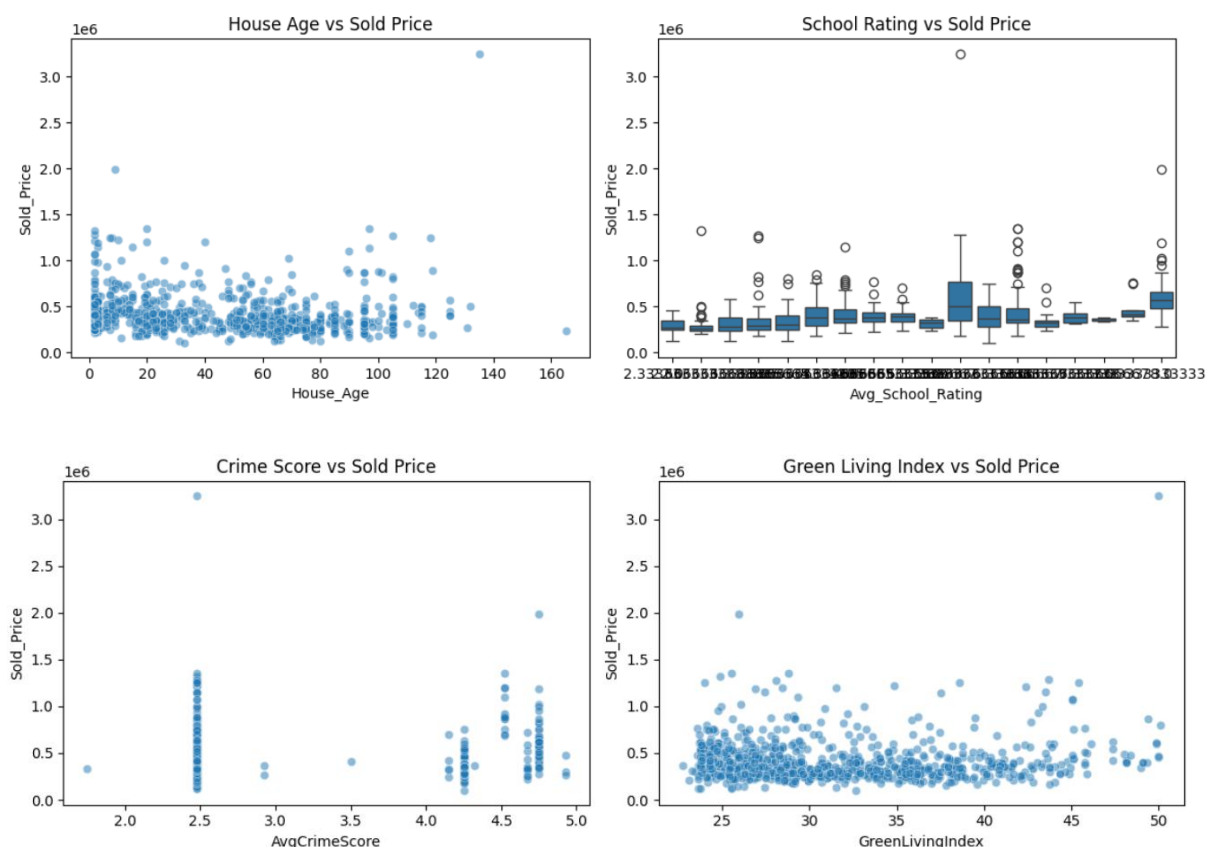 House Age vs Sold Price
1e6
3.0
2.5
2.0
1.5
1.0
0.5
0.0
Sold_Price
0 20 40 60 80 100 120 140 160
House_Age
School Rating vs Sold Price
1e6
3.0
2.5
2.0
1.5
1.0
0.5
0.0
Sold_Price
Avg_School_Rating
Crime Score vs Sold Price
1e6
3.0
2.5
2.0
1.5
1.0
0.5
0.0
Sold_Price
2.0 2.5 3.0 3.5 4.0 4.5 5.0
AvgCrimeScore
Green Living Index vs Sold Price
1e6
3.0
2.5
2.0
1.5
1.0
0.5
0.0
Sold_Price
25 30 35 40 45 50
GreenLivingIndex